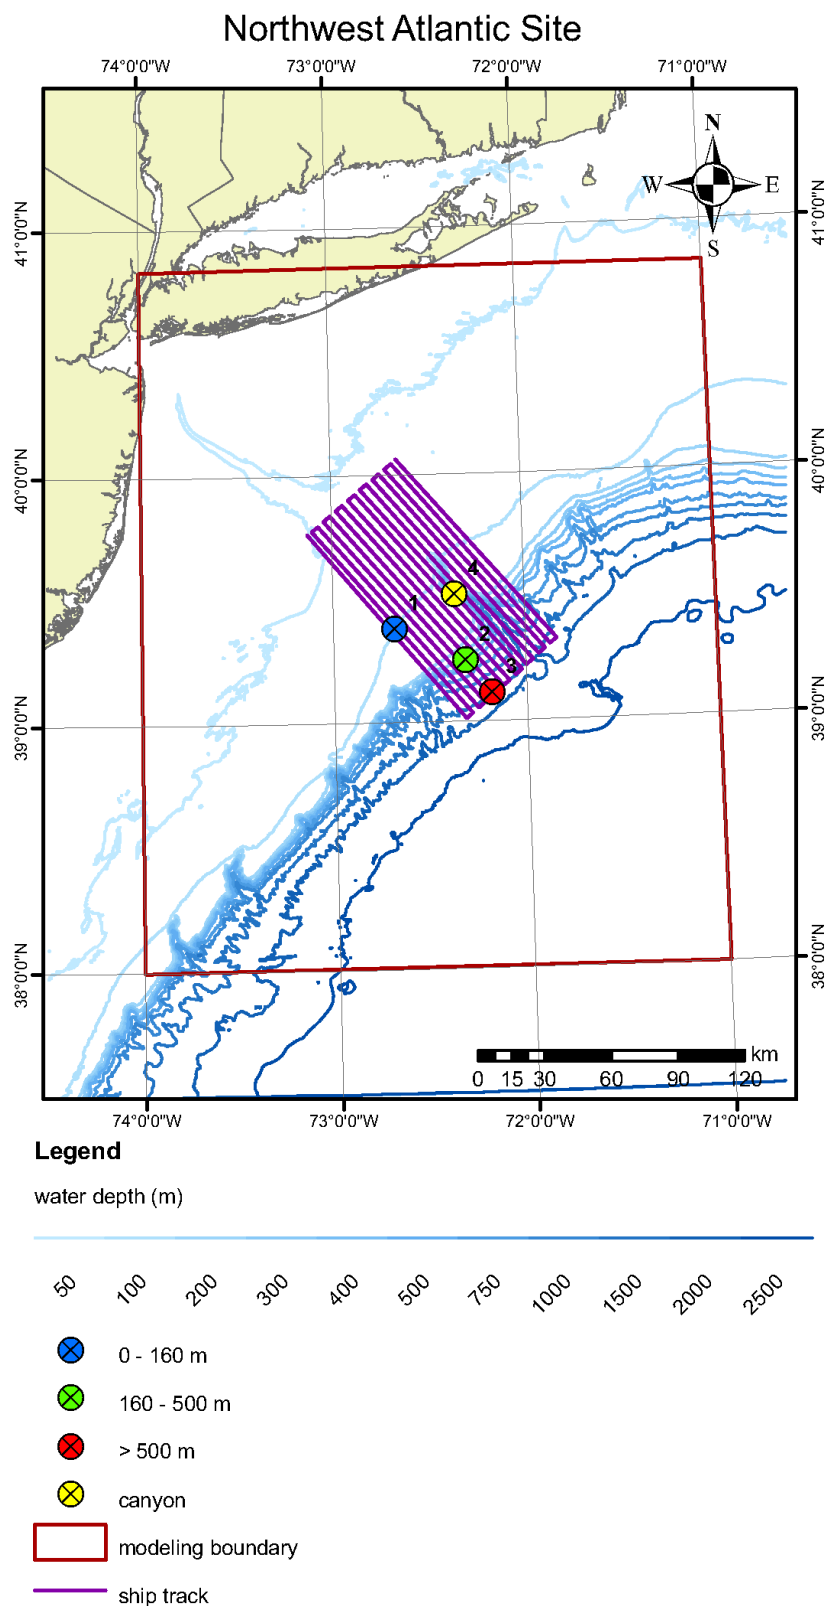 Northwest Atlantic Site
74°0'0"W 73°0'0"W 72°0'0"W 71°0'0"W
N
W E
S
41°0'0"N 41°0'0"N
40°0'0"N 40°0'0"N
4
1
2
3
39°0'0"N 39°0'0"N
38°0'0"N 38°0'0"N
km
0 15 30 60 90 120
74°0'0"W 73°0'0"W 72°0'0"W 71°0'0"W
Legend
water depth (m)
50 100 200 300 400 500 750 1000 1500 2000 2500
0 - 160 m
160 - 500 m
> 500 m
canyon
modeling boundary
ship track